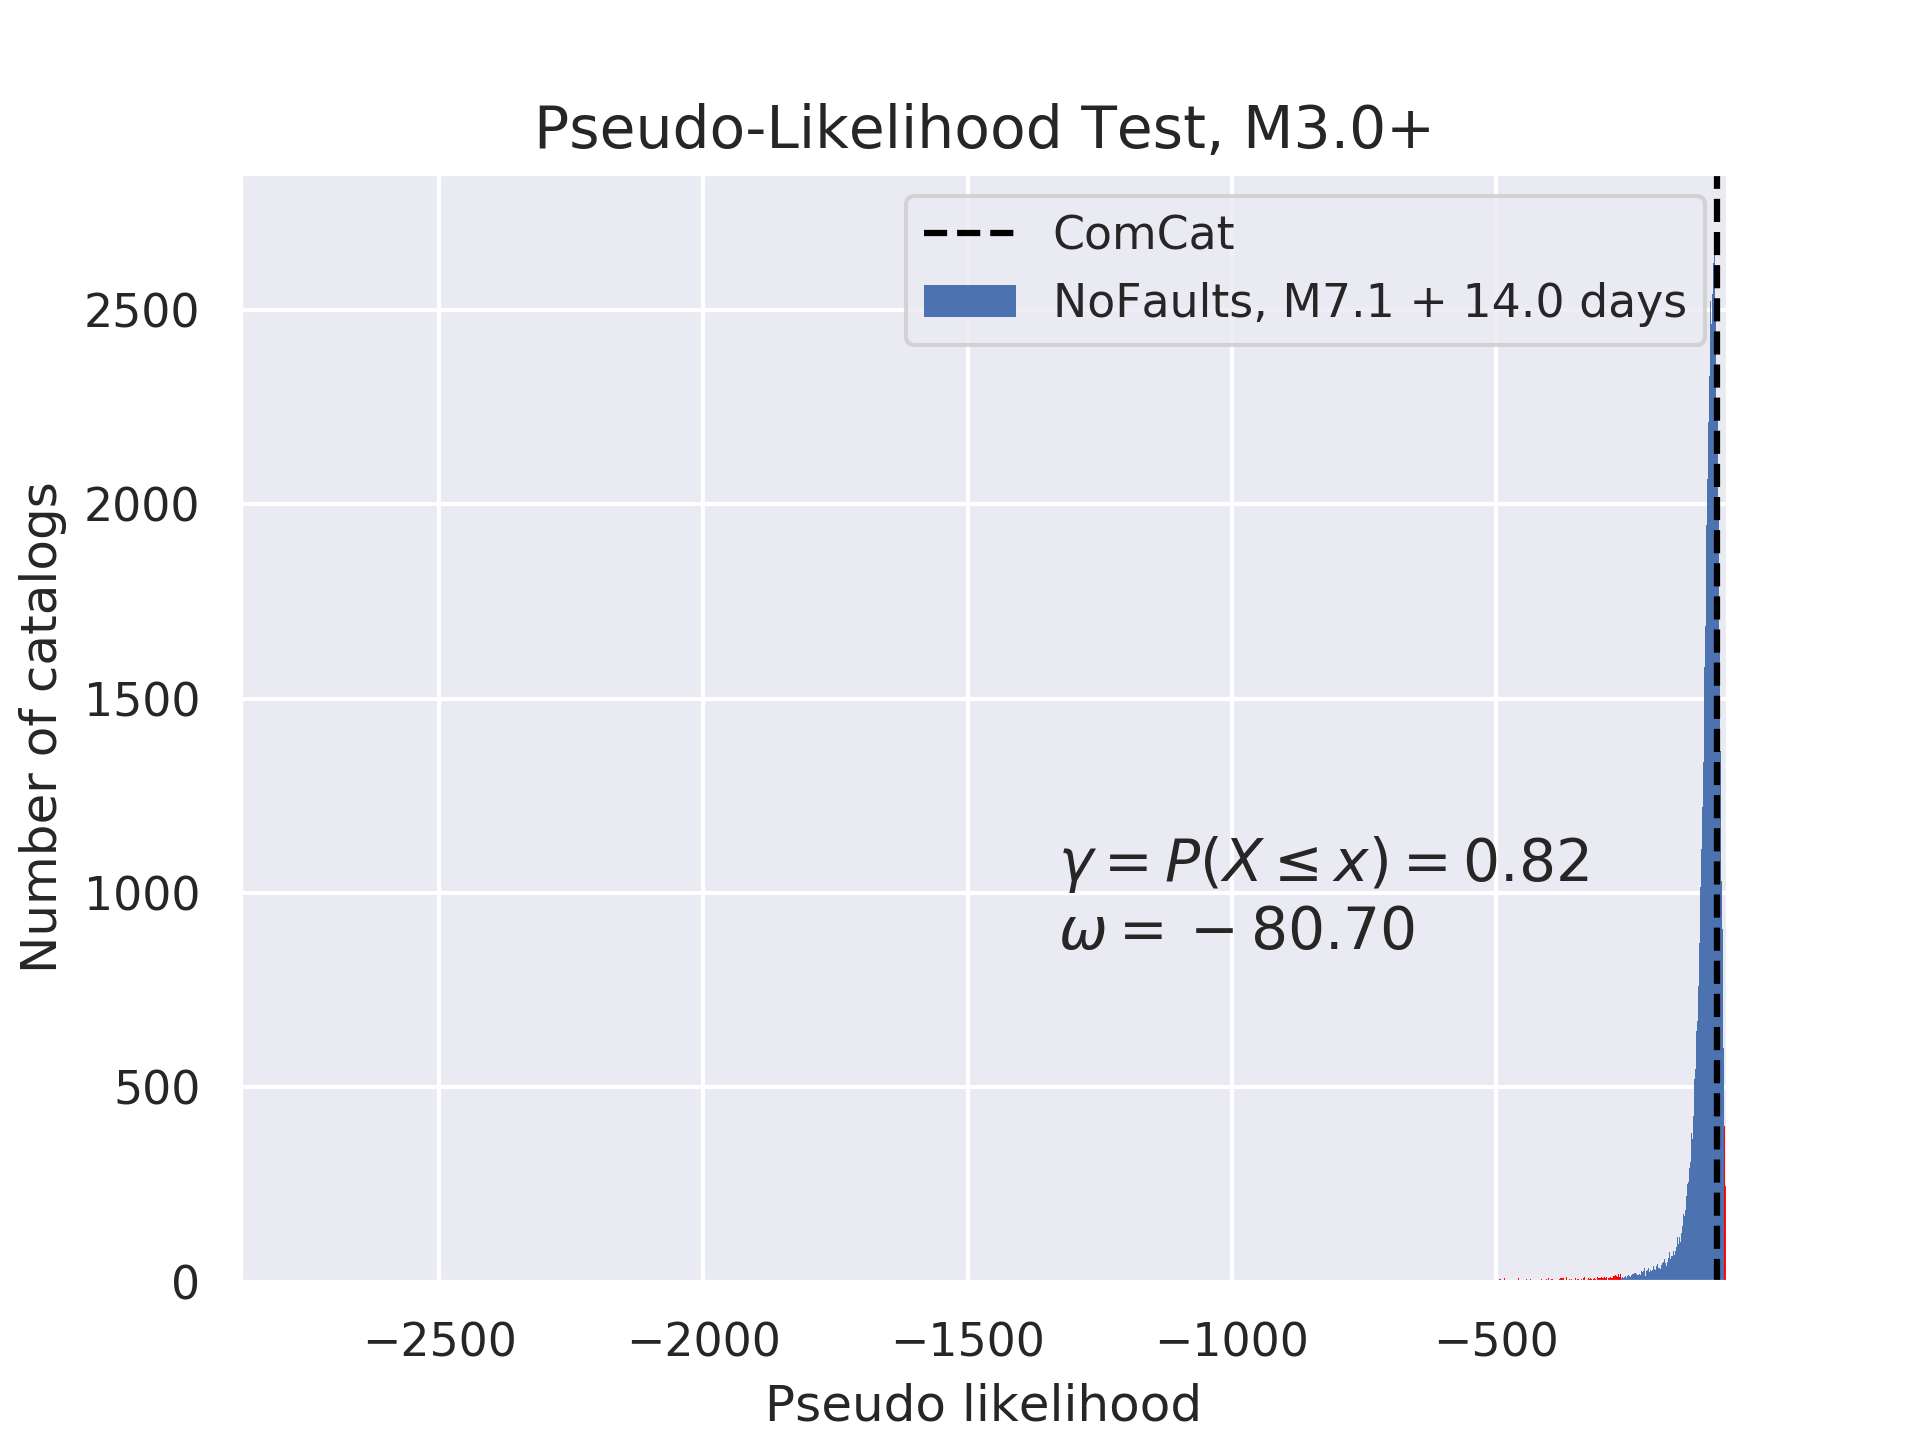 Pseudo-Likelihood Test, M3.0+
ComCat
NoFaults, M7.1 + 14.0 days
2500
2000
1500
1000
500
0
Number of catalogs
γ = P(X ≤ x) = 0.82
ω = −80.70
−2500 −2000 −1500 −1000 −500
Pseudo likelihood